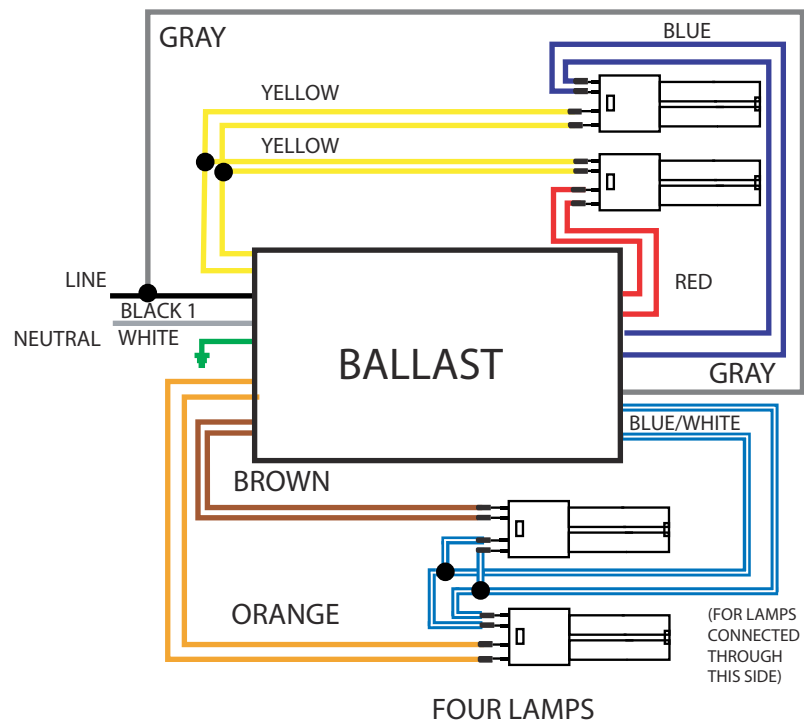 GRAY
BLUE
YELLOW
YELLOW
LINE
RED
BLACK 1
NEUTRAL
WHITE
BALLAST
GRAY
BLUE/WHITE
BROWN
ORANGE
(FOR LAMPS
CONNECTED
THROUGH
THIS SIDE)
FOUR LAMPS